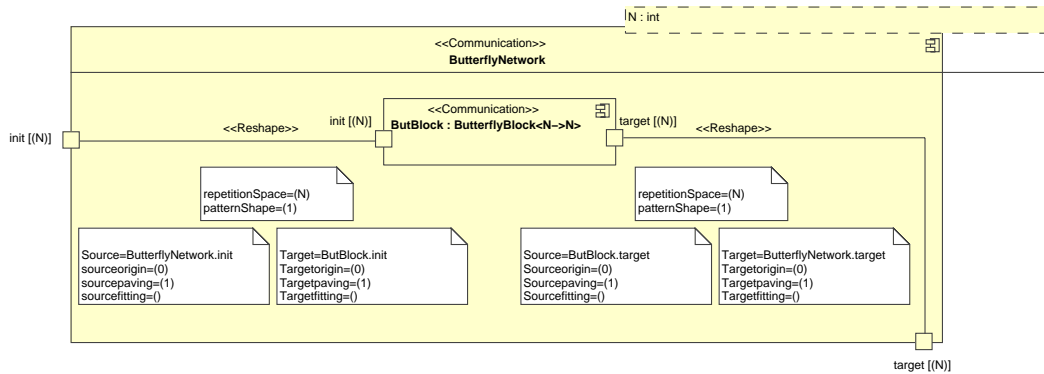 N : int
<<Communication>>
ButterflyNetwork
<<Communication>>
ButBlock : ButterflyBlock<N−>N>
init [(N)]
<<Reshape>>
init [(N)]
target [(N)]
<<Reshape>>
repetitionSpace=(N)
patternShape=(1)
repetitionSpace=(N)
patternShape=(1)
Source=ButterflyNetwork.init
sourceorigin=(0)
sourcepaving=(1)
sourcefitting=()
Target=ButBlock.init
Targetorigin=(0)
Targetpaving=(1)
Targetfitting=()
Source=ButBlock.target
Sourceorigin=(0)
Sourcepaving=(1)
Sourcefitting=()
Target=ButterflyNetwork.target
Targetorigin=(0)
Targetpaving=(1)
Targetfitting=()
target [(N)]